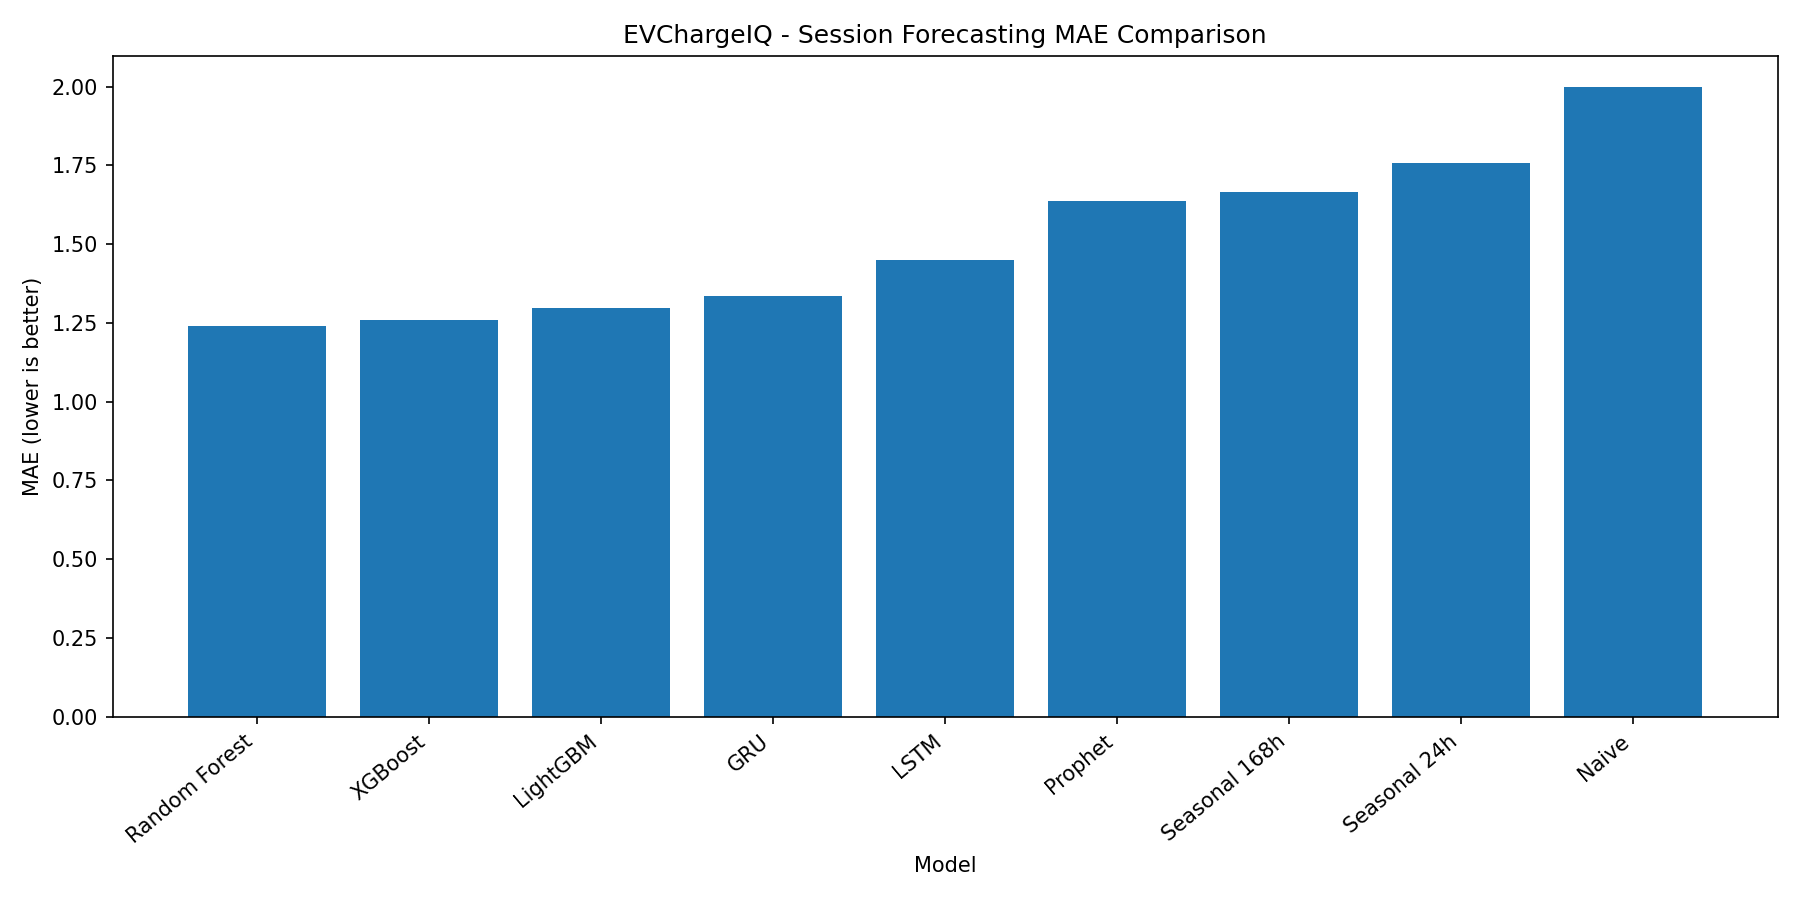 EVChargeIQ - Session Forecasting MAE Comparison
MAE (lower is better)
2.00
1.75
1.50
1.25
1.00
0.75
0.50
0.25
0.00
Random Forest
XGBoost
LightGBM
GRU
LSTM
Prophet
Seasonal 168h
Seasonal 24h
Naive
Model